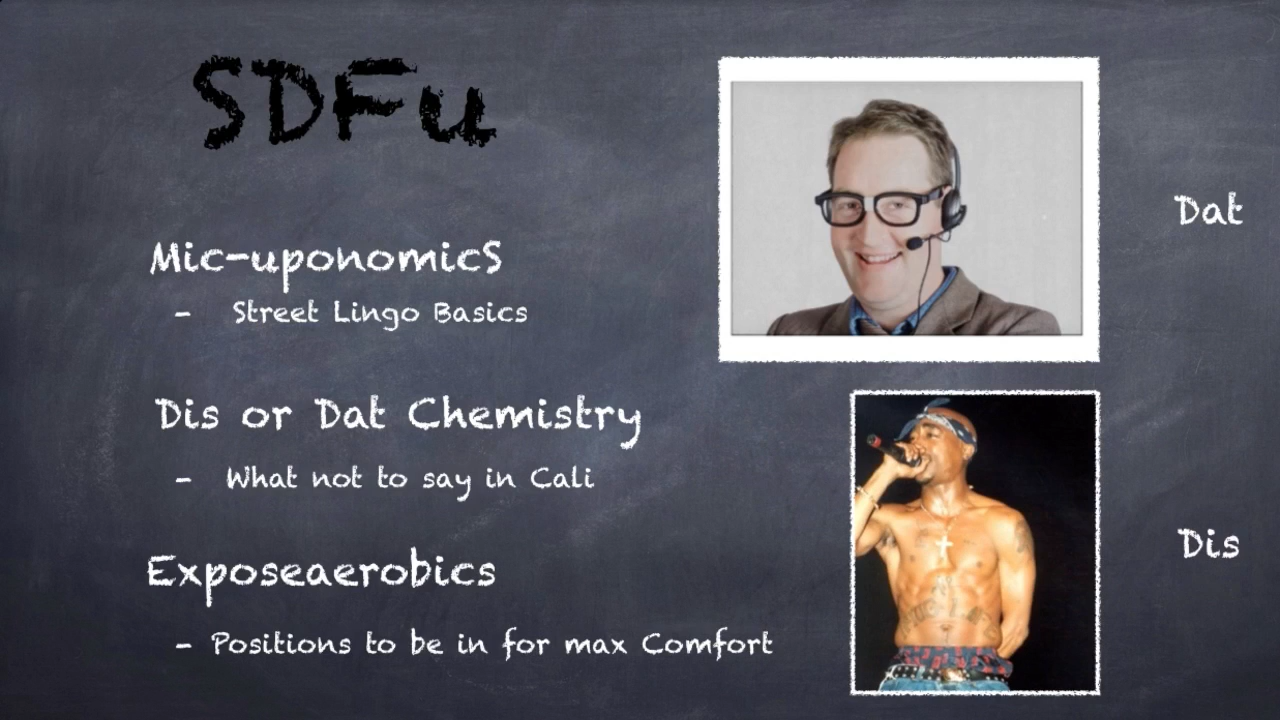 SDFu
Mic-uponomicS
- Street Lingo Basics
Dis or Dat Chemistry
- What not to say in Cali
Exposeaerobics
- Positions to be in for max Comfort
Dat
Dis